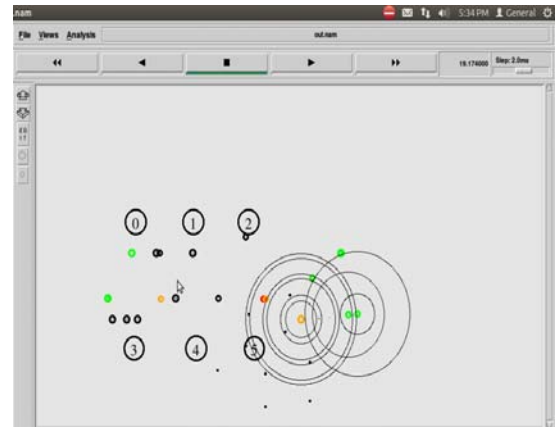 .nam 5:34 PM General
File Views Analysis out.nam
19.174000 Step: 2.0ms
0 1 2
3 4 5